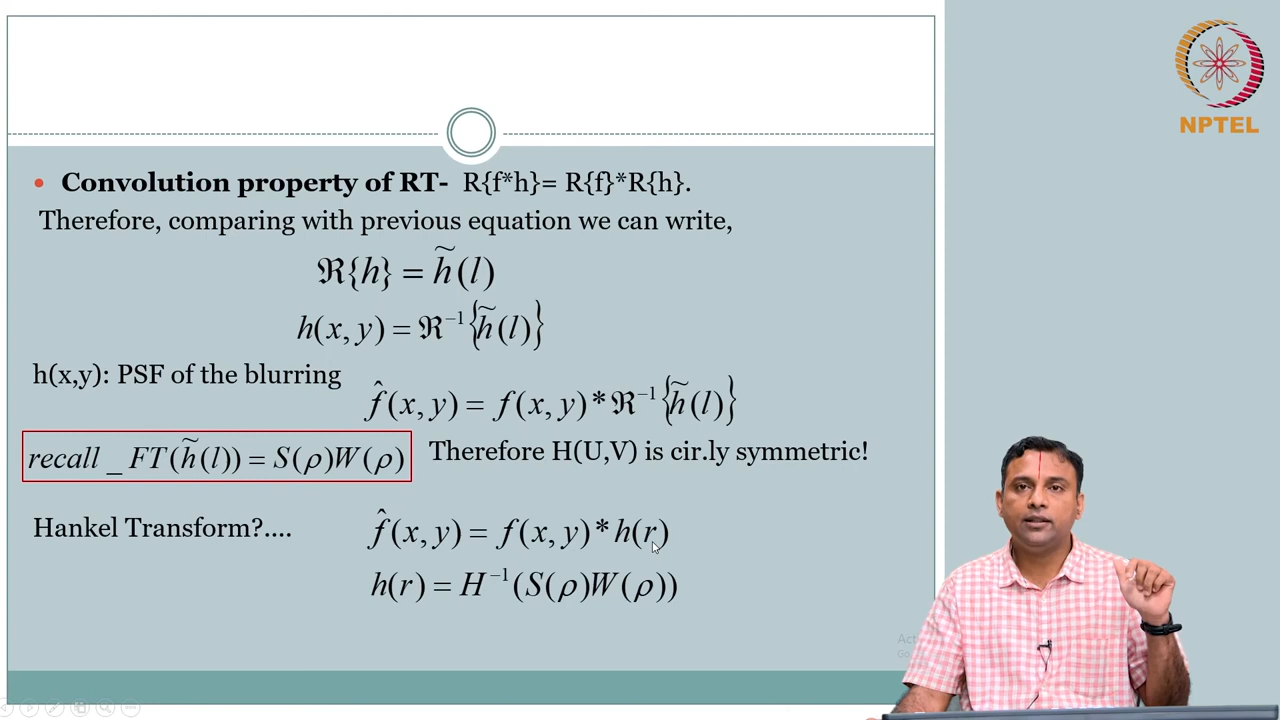 NPTEL
• Convolution property of RT- R{f*h}= R{f}*R{h}.
Therefore, comparing with previous equation we can write,
ℜ{h} = h̃(l)
h(x, y) = ℜ⁻¹{h̃(l)}
h(x,y): PSF of the blurring
f̂(x, y) = f(x, y) * ℜ⁻¹{h̃(l)}
recall _ FT(h̃(l)) = S(ρ)W(ρ)
Therefore H(U,V) is cir.ly symmetric!
Hankel Transform?....
f̂(x, y) = f(x, y) * h(r)
h(r) = H⁻¹(S(ρ)W(ρ))